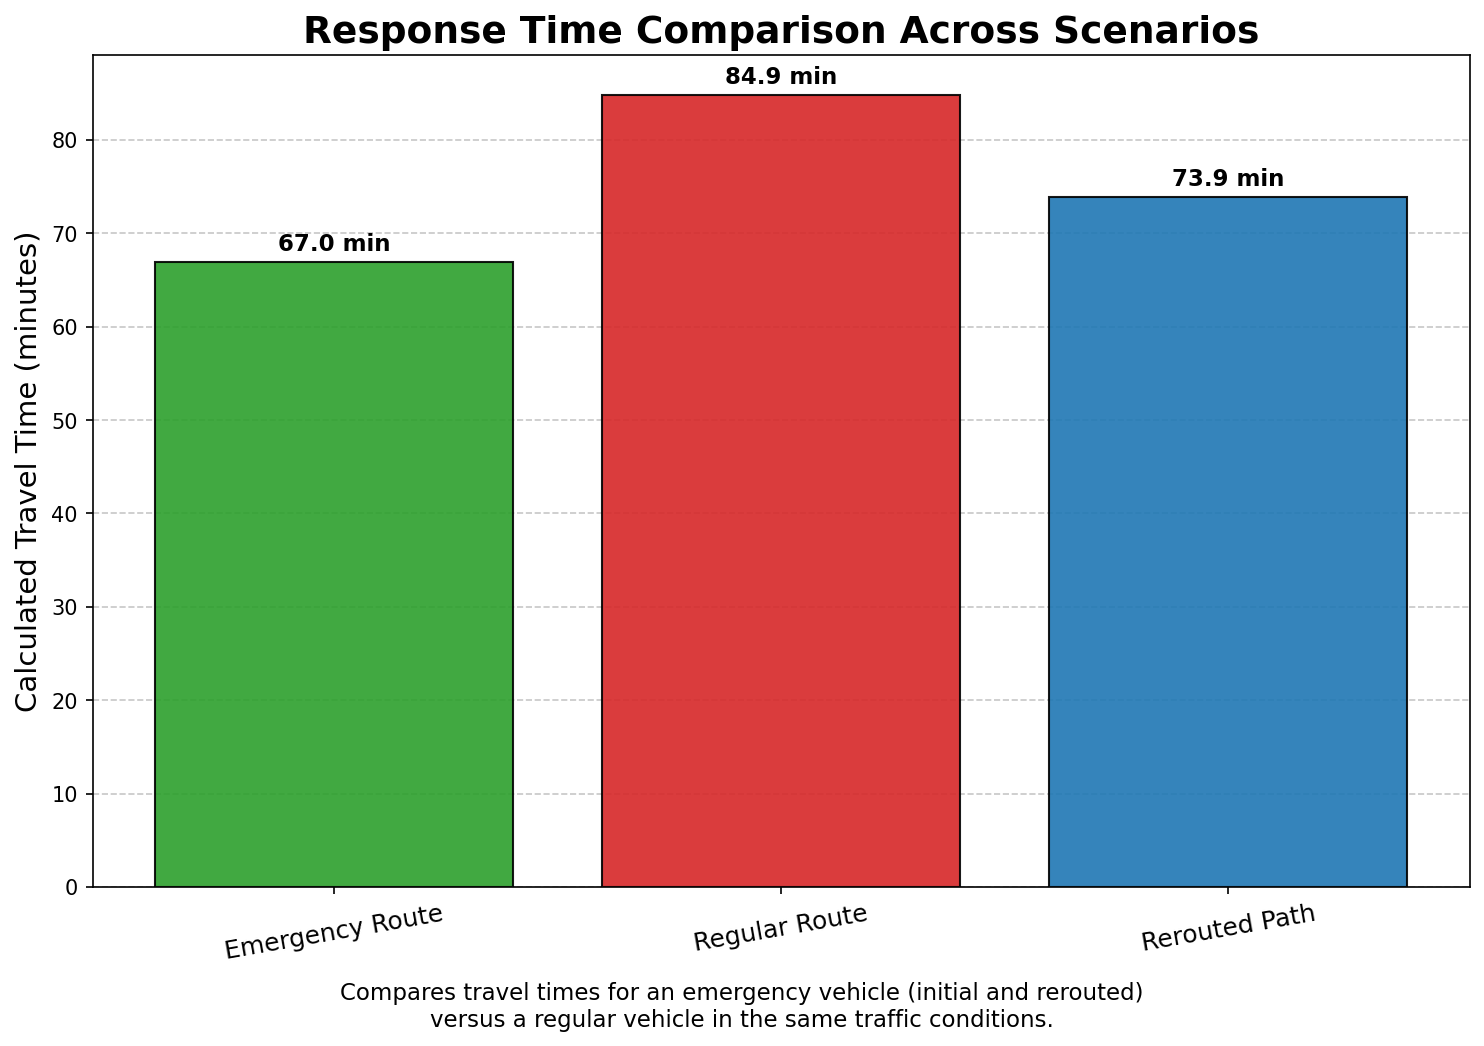 Response Time Comparison Across Scenarios
Calculated Travel Time (minutes)
80
70
60
50
40
30
20
10
0
67.0 min
84.9 min
73.9 min
Emergency Route
Regular Route
Rerouted Path
Compares travel times for an emergency vehicle (initial and rerouted)
versus a regular vehicle in the same traffic conditions.